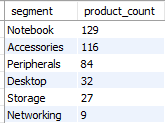 segment product_count
Notebook 129
Accessories 116
Peripherals 84
Desktop 32
Storage 27
Networking 9